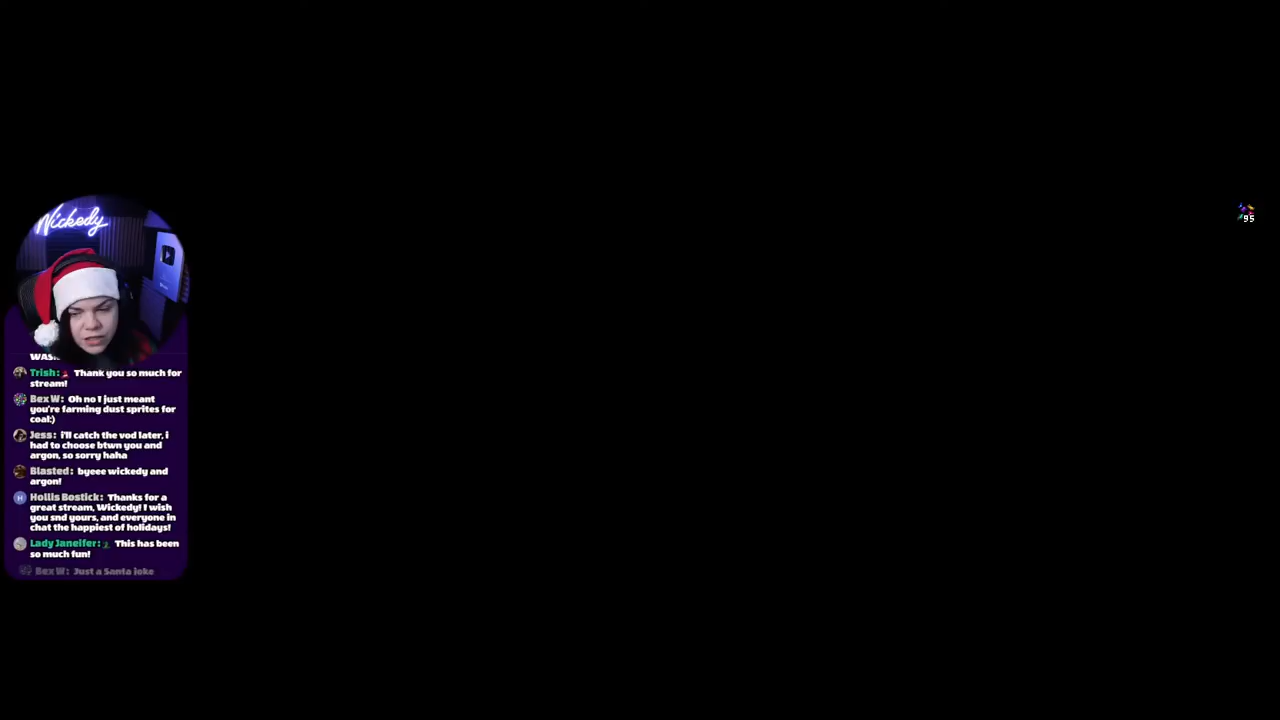 Wickedy
WAS
Trish: Thank you so much for
stream!
Bex W: Oh no I just meant
you're farming dust sprites for
coal:)
Jess: i'll catch the vod later, i
had to choose btwn you and
argon, so sorry haha
Blasted: byeee wickedy and
argon!
H Hollis Bostick: Thanks for a
great stream, Wickedy! I wish
you snd yours, and everyone in
chat the happiest of holidays!
Lady Janeifer: This has been
so much fun!
Bex W: Just a Santa joke
95